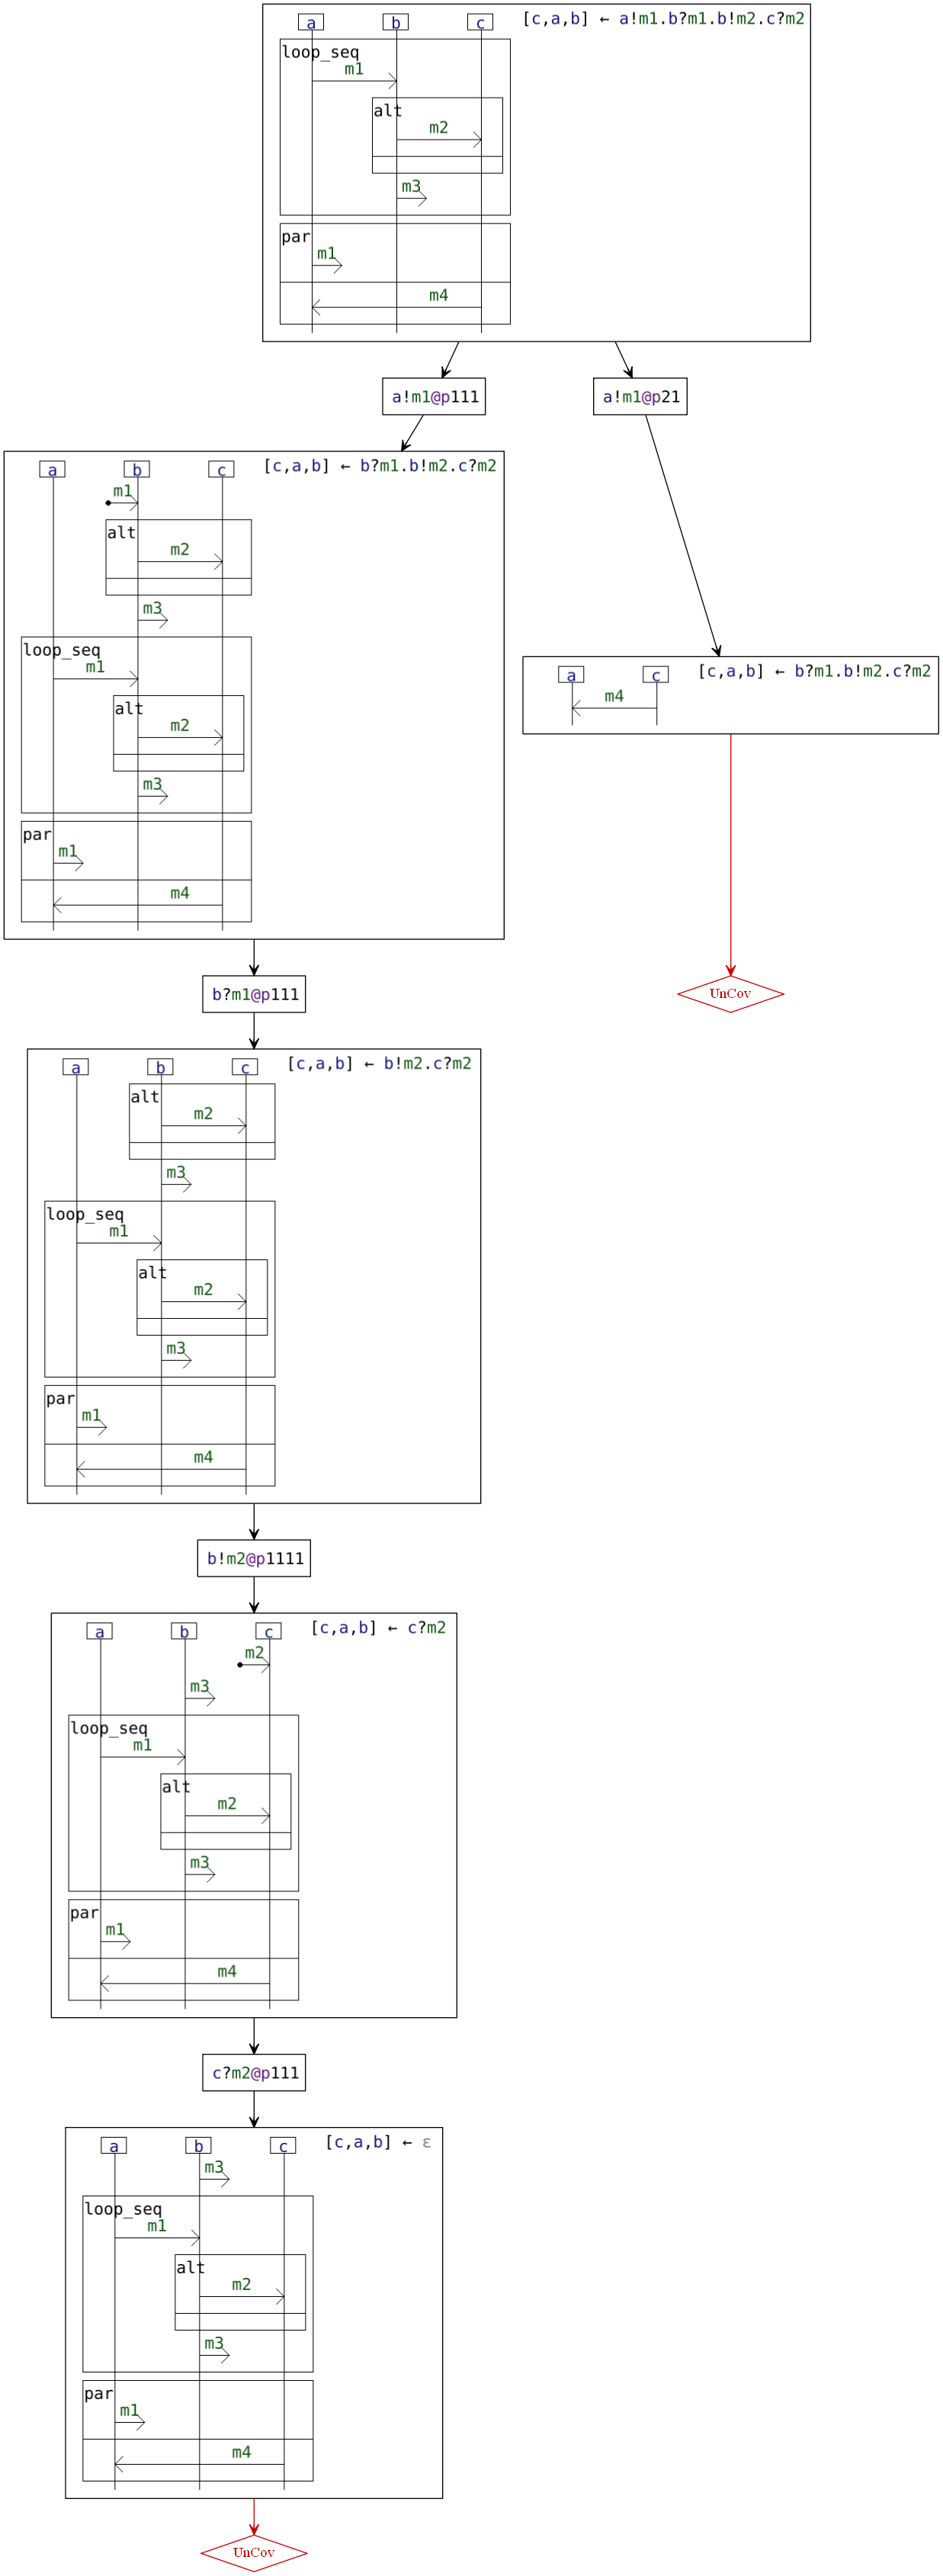 a b c [c,a,b] ← a!m1.b?m1.b!m2.c?m2
loop_seq
m1
alt
m2
m3
par
m1
m4
a!m1@p111 a!m1@p21
a b c [c,a,b] ← b?m1.b!m2.c?m2
m1
alt
m2
m3
loop_seq
m1
alt
m2
m3
par
m1
m4
a c [c,a,b] ← b?m1.b!m2.c?m2
m4
UnCov
b?m1@p111
a b c [c,a,b] ← b!m2.c?m2
alt
m2
m3
loop_seq
m1
alt
m2
m3
par
m1
m4
b!m2@p1111
a b c [c,a,b] ← c?m2
m2
m3
loop_seq
m1
alt
m2
m3
par
m1
m4
c?m2@p111
a b c [c,a,b] ← ε
m3
loop_seq
m1
alt
m2
m3
par
m1
m4
UnCov